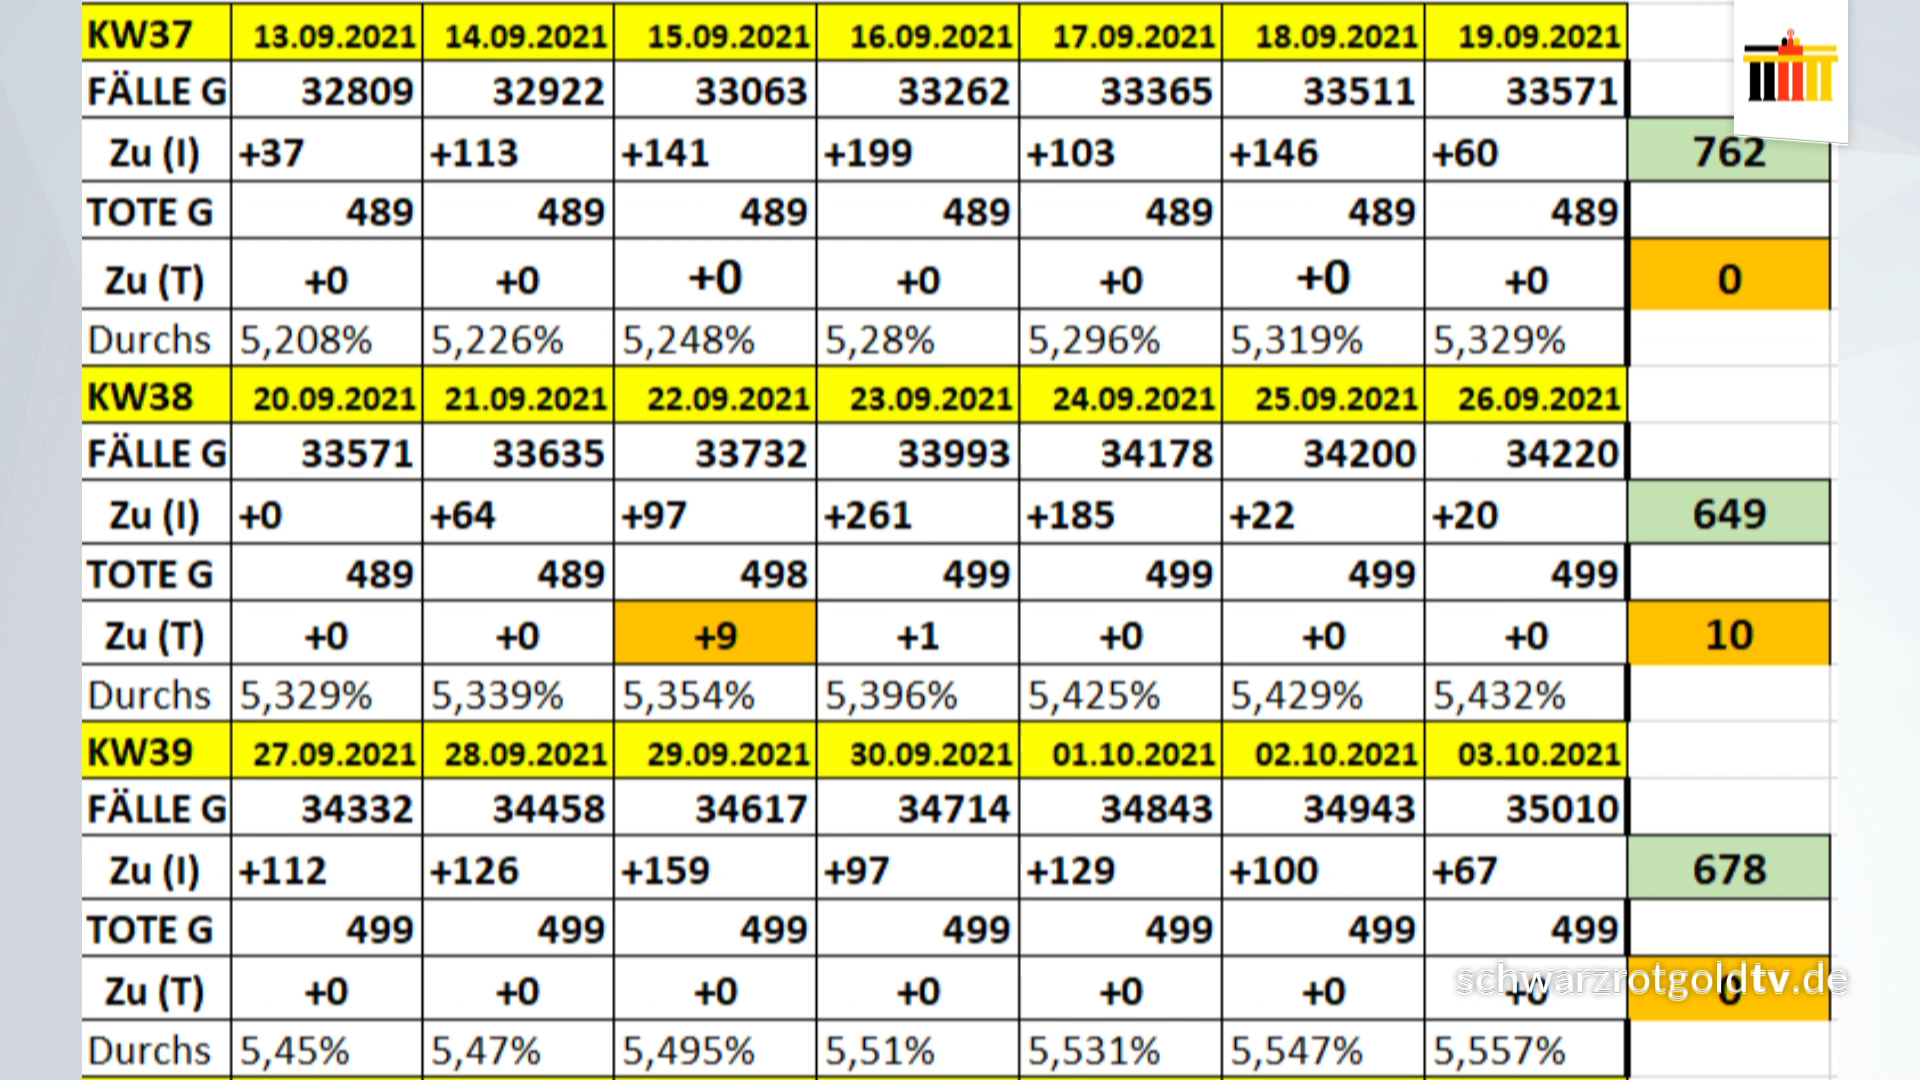 KW37 13.09.2021 14.09.2021 15.09.2021 16.09.2021 17.09.2021 18.09.2021 19.09.2021
FÄLLE G 32809 32922 33063 33262 33365 33511 33571
Zu (I) +37 +113 +141 +199 +103 +146 +60 762
TOTE G 489 489 489 489 489 489 489
Zu (T) +0 +0 +0 +0 +0 +0 +0 0
Durchs 5,208% 5,226% 5,248% 5,28% 5,296% 5,319% 5,329%
KW38 20.09.2021 21.09.2021 22.09.2021 23.09.2021 24.09.2021 25.09.2021 26.09.2021
FÄLLE G 33571 33635 33732 33993 34178 34200 34220
Zu (I) +0 +64 +97 +261 +185 +22 +20 649
TOTE G 489 489 498 499 499 499 499
Zu (T) +0 +0 +9 +1 +0 +0 +0 10
Durchs 5,329% 5,339% 5,354% 5,396% 5,425% 5,429% 5,432%
KW39 27.09.2021 28.09.2021 29.09.2021 30.09.2021 01.10.2021 02.10.2021 03.10.2021
FÄLLE G 34332 34458 34617 34714 34843 34943 35010
Zu (I) +112 +126 +159 +97 +129 +100 +67 678
TOTE G 499 499 499 499 499 499 499
Zu (T) +0 +0 +0 +0 +0 +0 +0 0
schwarzrotgoldtv.de
Durchs 5,45% 5,47% 5,495% 5,51% 5,531% 5,547% 5,557%